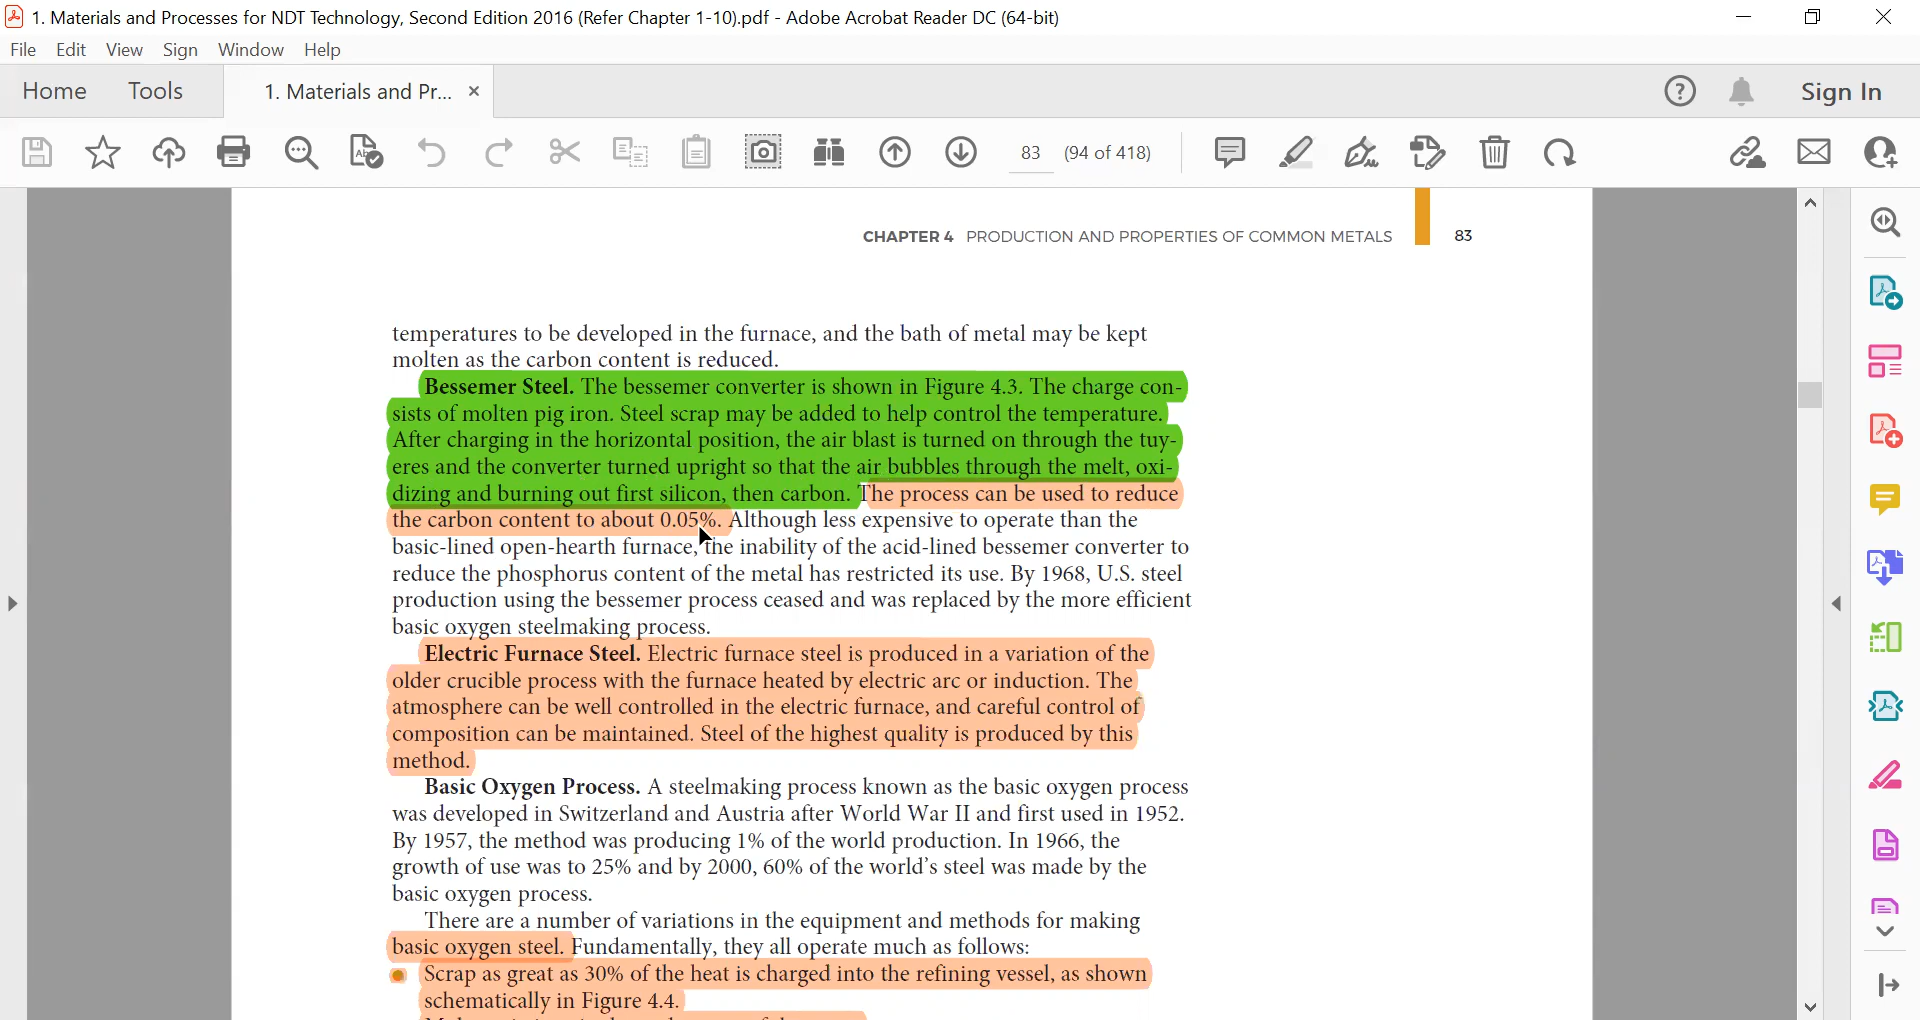 1. Materials and Processes for NDT Technology, Second Edition 2016 (Refer Chapter 1-10).pdf - Adobe Acrobat Reader DC (64-bit)
File Edit View Sign Window Help
Home Tools 1. Materials and Pr... × Sign In
83 (94 of 418)
CHAPTER 4 PRODUCTION AND PROPERTIES OF COMMON METALS 83
temperatures to be developed in the furnace, and the bath of metal may be kept
molten as the carbon content is reduced.
Bessemer Steel. The bessemer converter is shown in Figure 4.3. The charge con-
sists of molten pig iron. Steel scrap may be added to help control the temperature.
After charging in the horizontal position, the air blast is turned on through the tuy-
eres and the converter turned upright so that the air bubbles through the melt, oxi-
dizing and burning out first silicon, then carbon. The process can be used to reduce
the carbon content to about 0.05%. Although less expensive to operate than the
basic-lined open-hearth furnace, the inability of the acid-lined bessemer converter to
reduce the phosphorus content of the metal has restricted its use. By 1968, U.S. steel
production using the bessemer process ceased and was replaced by the more efficient
basic oxygen steelmaking process.
Electric Furnace Steel. Electric furnace steel is produced in a variation of the
older crucible process with the furnace heated by electric arc or induction. The
atmosphere can be well controlled in the electric furnace, and careful control of
composition can be maintained. Steel of the highest quality is produced by this
method.
Basic Oxygen Process. A steelmaking process known as the basic oxygen process
was developed in Switzerland and Austria after World War II and first used in 1952.
By 1957, the method was producing 1% of the world production. In 1966, the
growth of use was to 25% and by 2000, 60% of the world's steel was made by the
basic oxygen process.
There are a number of variations in the equipment and methods for making
basic oxygen steel. Fundamentally, they all operate much as follows:
Scrap as great as 30% of the heat is charged into the refining vessel, as shown
schematically in Figure 4.4.